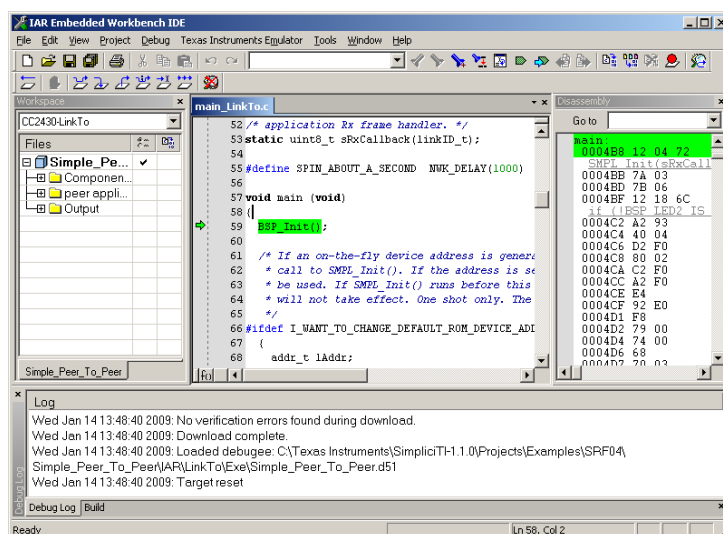 IAR Embedded Workbench IDE
File Edit View Project Debug Texas Instruments Emulator Tools Window Help
Workspace
CC2430-LinkTo
Files
Simple_Pe...
Componen...
peer appli...
Output
Simple_Peer_To_Peer
main_LinkTo.c
52 /* application Rx frame handler. */
53 static uint8_t sRxCallback(linkID_t);
54
55 #define SPIN_ABOUT_A_SECOND NWK_DELAY(1000)
56
57 void main (void)
58 {
59 BSP_Init();
60
61 /* If an on-the-fly device address is genera
62 * call to SMPL_Init(). If the address is se
63 * be used. If SMPL_Init() runs before this
64 * will not take effect. One shot only. The
65 */
66 #ifdef I_WANT_TO_CHANGE_DEFAULT_ROM_DEVICE_ADD
67 {
68 addr_t lAddr;
f()
Disassembly
Go to
main:
0004B8 12 04 72
SMPL_Init(sRxCall
0004BB 7A 03
0004BD 7B 06
0004BF 12 18 6C
if (!BSP_LED2_IS_
0004C2 A2 93
0004C4 40 04
0004C6 D2 F0
0004C8 80 02
0004CA C2 F0
0004CC A2 F0
0004CE E4
0004CF 92 E0
0004D1 F8
0004D2 79 00
0004D4 74 00
0004D6 68
0004D7 70 03
Log
Wed Jan 14 13:48:40 2009: No verification errors found during download.
Wed Jan 14 13:48:40 2009: Download complete.
Wed Jan 14 13:48:40 2009: Loaded debugee: C:\Texas Instruments\SimpliciTI-1.1.0\Projects\Examples\SRF04\
Simple_Peer_To_Peer\IAR\LinkTo\Exe\Simple_Peer_To_Peer.d51
Wed Jan 14 13:48:40 2009: Target reset
Debug Log
Debug Log Build
Ready
Ln 58, Col 2